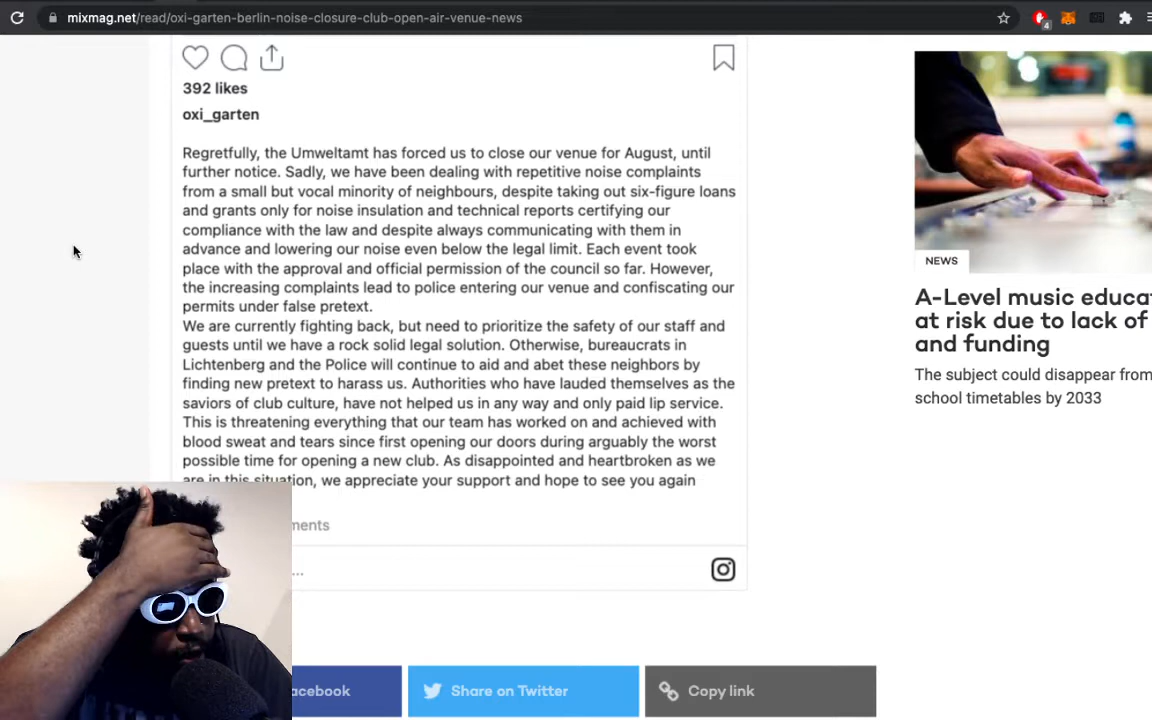 mixmag.net/read/oxi-garten-berlin-noise-closure-club-open-air-venue-news
4
392 likes
oxi_garten
Regretfully, the Umweltamt has forced us to close our venue for August, until
further notice. Sadly, we have been dealing with repetitive noise complaints
from a small but vocal minority of neighbours, despite taking out six-figure loans
and grants only for noise insulation and technical reports certifying our
compliance with the law and despite always communicating with them in
advance and lowering our noise even below the legal limit. Each event took
place with the approval and official permission of the council so far. However,
the increasing complaints lead to police entering our venue and confiscating our
permits under false pretext.
We are currently fighting back, but need to prioritize the safety of our staff and
guests until we have a rock solid legal solution. Otherwise, bureaucrats in
Lichtenberg and the Police will continue to aid and abet these neighbors by
finding new pretext to harass us. Authorities who have lauded themselves as the
saviors of club culture, have not helped us in any way and only paid lip service.
This is threatening everything that our team has worked on and achieved with
blood sweat and tears since first opening our doors during arguably the worst
possible time for opening a new club. As disappointed and heartbroken as we
are in this situation, we appreciate your support and hope to see you again
ments
...
acebook
Share on Twitter
Copy link
NEWS
A-Level music educa
at risk due to lack of
and funding
The subject could disappear from
school timetables by 2033